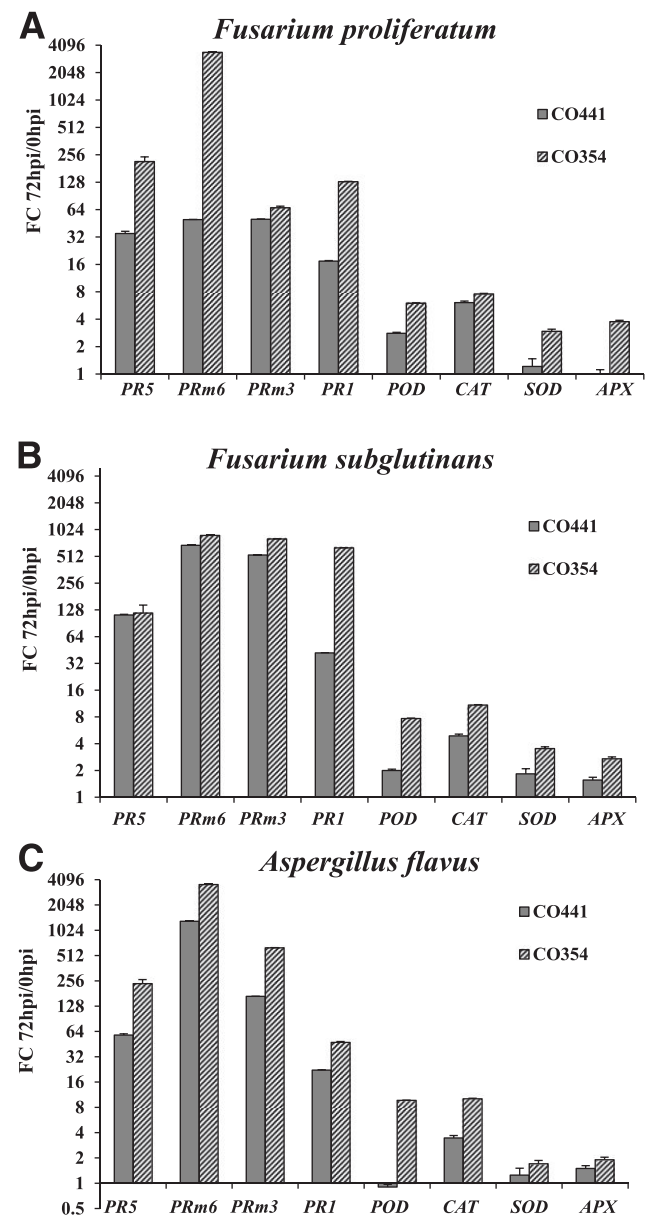 A
Fusarium proliferatum
4096
2048
1024
512
256
128
64
32
16
8
4
2
1
FC 72hpi/0hpi
CO441
CO354
PR5 PRm6 PRm3 PR1 POD CAT SOD APX
B
Fusarium subglutinans
4096
2048
1024
512
256
128
64
32
16
8
4
2
1
FC 72hpi/0hpi
CO441
CO354
PR5 PRm6 PRm3 PR1 POD CAT SOD APX
C
Aspergillus flavus
4096
2048
1024
512
256
128
64
32
16
8
4
2
1
0.5
FC 72hpi/0hpi
CO441
CO354
PR5 PRm6 PRm3 PR1 POD CAT SOD APX